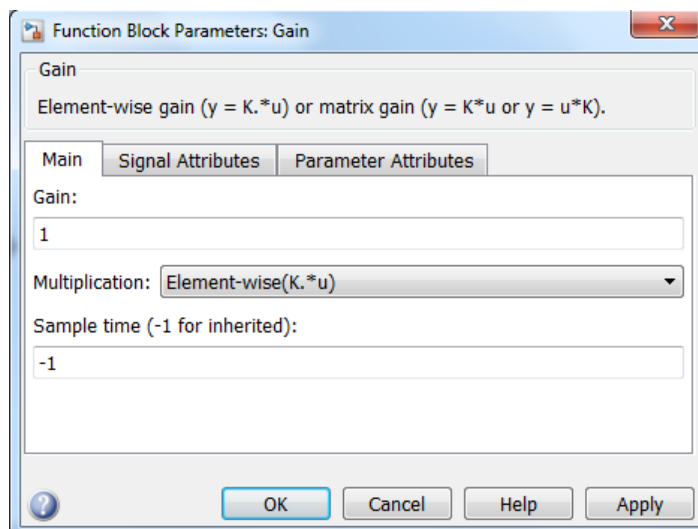 Function Block Parameters: Gain
Gain
Element-wise gain (y = K.*u) or matrix gain (y = K*u or y = u*K).
Main Signal Attributes Parameter Attributes
Gain:
1
Multiplication: Element-wise(K.*u)
Sample time (-1 for inherited):
-1
OK Cancel Help Apply